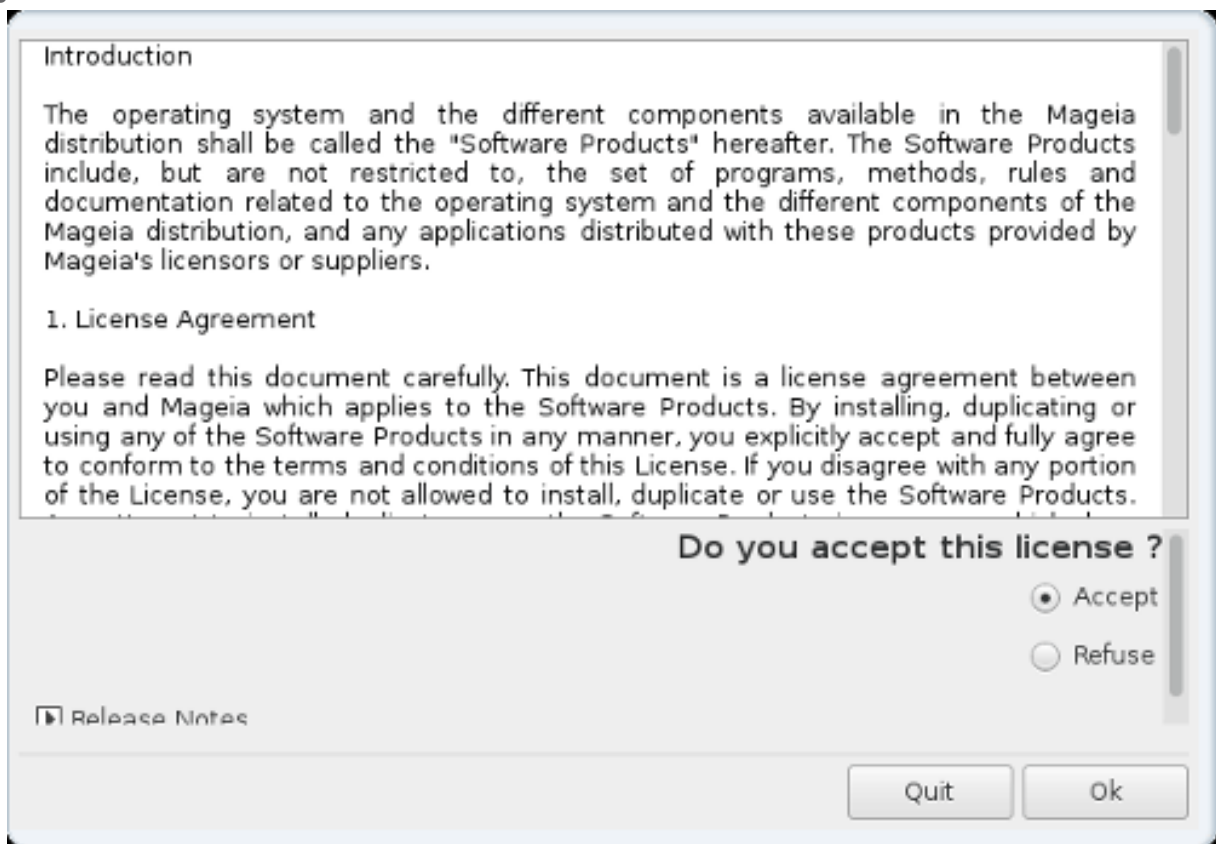 Introduction
The operating system and the different components available in the Mageia
distribution shall be called the "Software Products" hereafter. The Software Products
include, but are not restricted to, the set of programs, methods, rules and
documentation related to the operating system and the different components of the
Mageia distribution, and any applications distributed with these products provided by
Mageia's licensors or suppliers.
1. License Agreement
Please read this document carefully. This document is a license agreement between
you and Mageia which applies to the Software Products. By installing, duplicating or
using any of the Software Products in any manner, you explicitly accept and fully agree
to conform to the terms and conditions of this License. If you disagree with any portion
of the License, you are not allowed to install, duplicate or use the Software Products.
Do you accept this license ?
Accept
Refuse
Release Notes
Quit
Ok